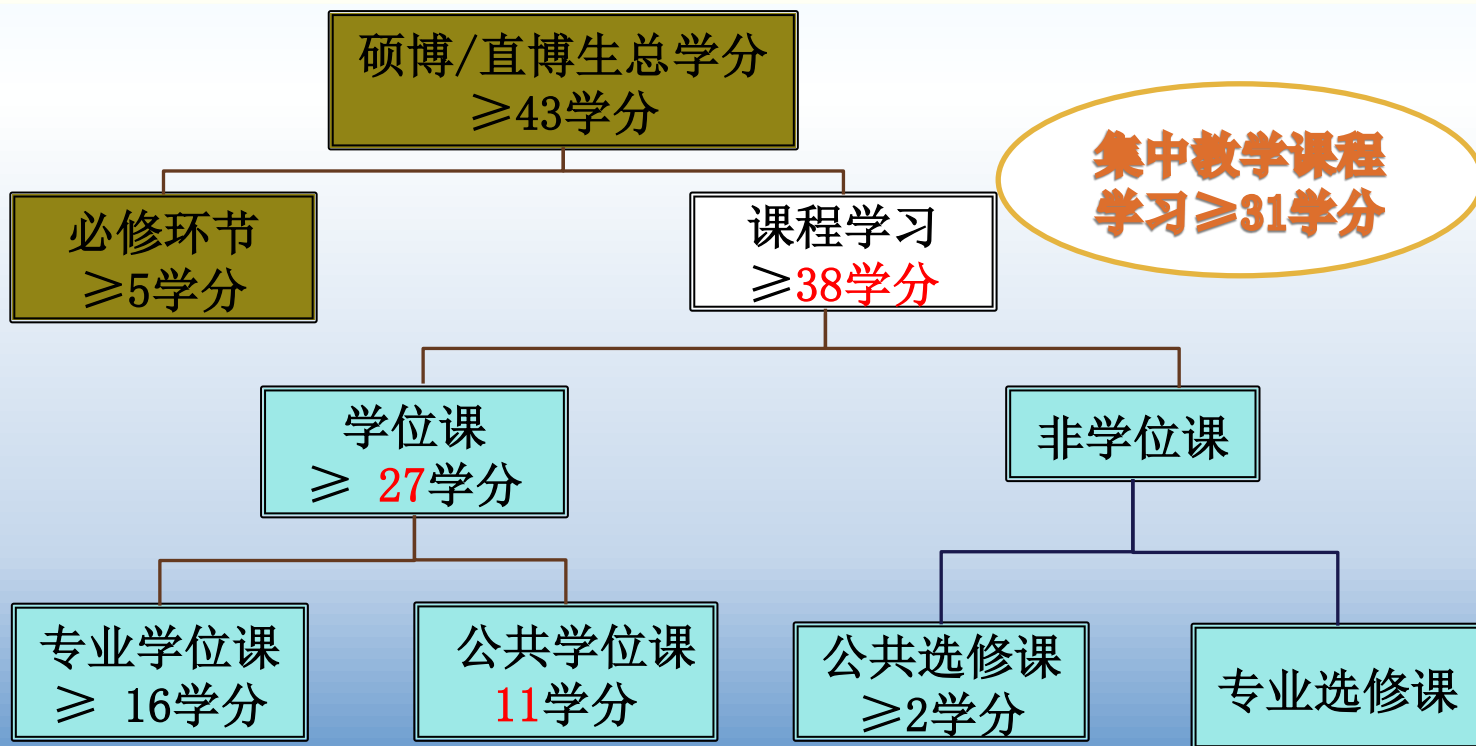 硕博/直博生总学分
≥43学分
集中教学课程
学习≥31学分
必修环节
≥5学分
课程学习
≥38学分
学位课
≥ 27学分
非学位课
专业学位课
≥ 16学分
公共学位课
11学分
公共选修课
≥2学分
专业选修课